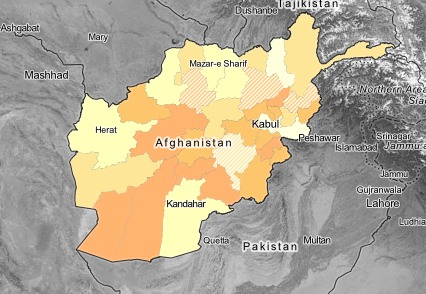 Tajikistan
Dushanbe
Ashgabat
Mary
Mazar-e Sharif
Mashhad
Northern Area
Kabul
Herat
Afghanistan
Peshawar
Srinagar
Islamabad
Jammu a
Jammu
Gujranwala
Kandahar
Lahore
Ludhia
Quetta
Pakistan
Multan